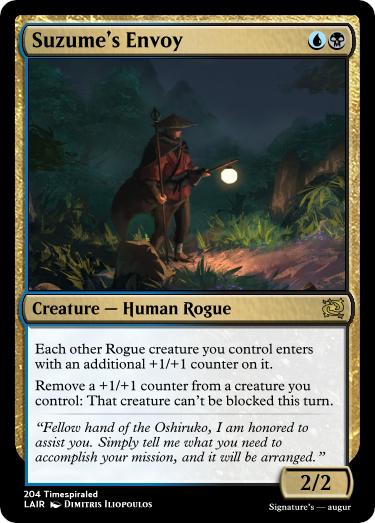 Suzume's Envoy
Creature — Human Rogue
Each other Rogue creature you control enters
with an additional +1/+1 counter on it.
Remove a +1/+1 counter from a creature you
control: That creature can't be blocked this turn.
“Fellow hand of the Oshiruko, I am honored to
assist you. Simply tell me what you need to
accomplish your mission, and it will be arranged.”
2/2
204 Timespiraled
LAIR Dimitris Iliopoulos
Signature's — augur